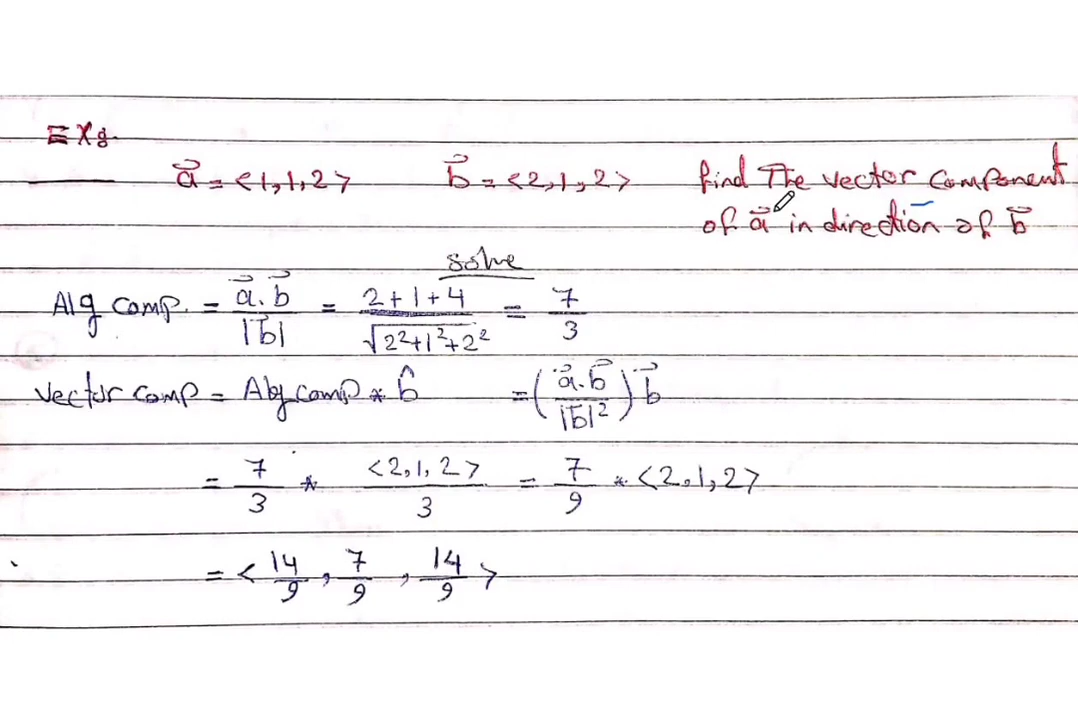 Exg.
a⃗ = <1,1,2> b⃗ = <2,1,2> find The vector Component
of a⃗ in direction of b⃗
solve
Alg comp. = a⃗.b⃗ / |b⃗| = 2+1+4 / √2²+1²+2² = 7/3
Vector comp = Alg comp * b̂ = (a⃗.b⃗ / |b⃗|²) b⃗
= 7/3 * <2,1,2> / 3 = 7/9 * <2,1,2>
= <14/9, 7/9, 14/9>